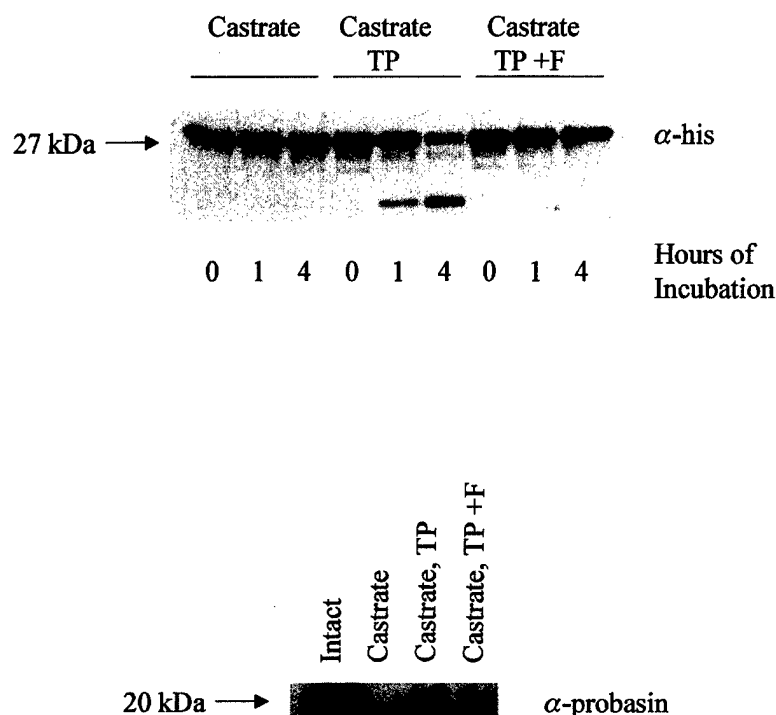 Castrate Castrate Castrate
TP TP +F
27 kDa α-his
0 1 4 0 1 4 0 1 4
Hours of
Incubation
Intact
Castrate
Castrate, TP
Castrate, TP +F
20 kDa α-probasin